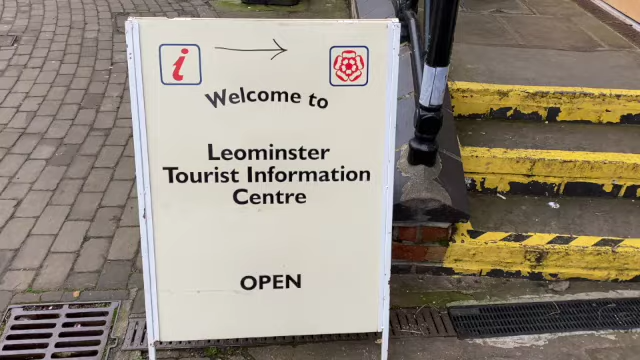 i
Welcome to
Leominster
Tourist Information
Centre
OPEN